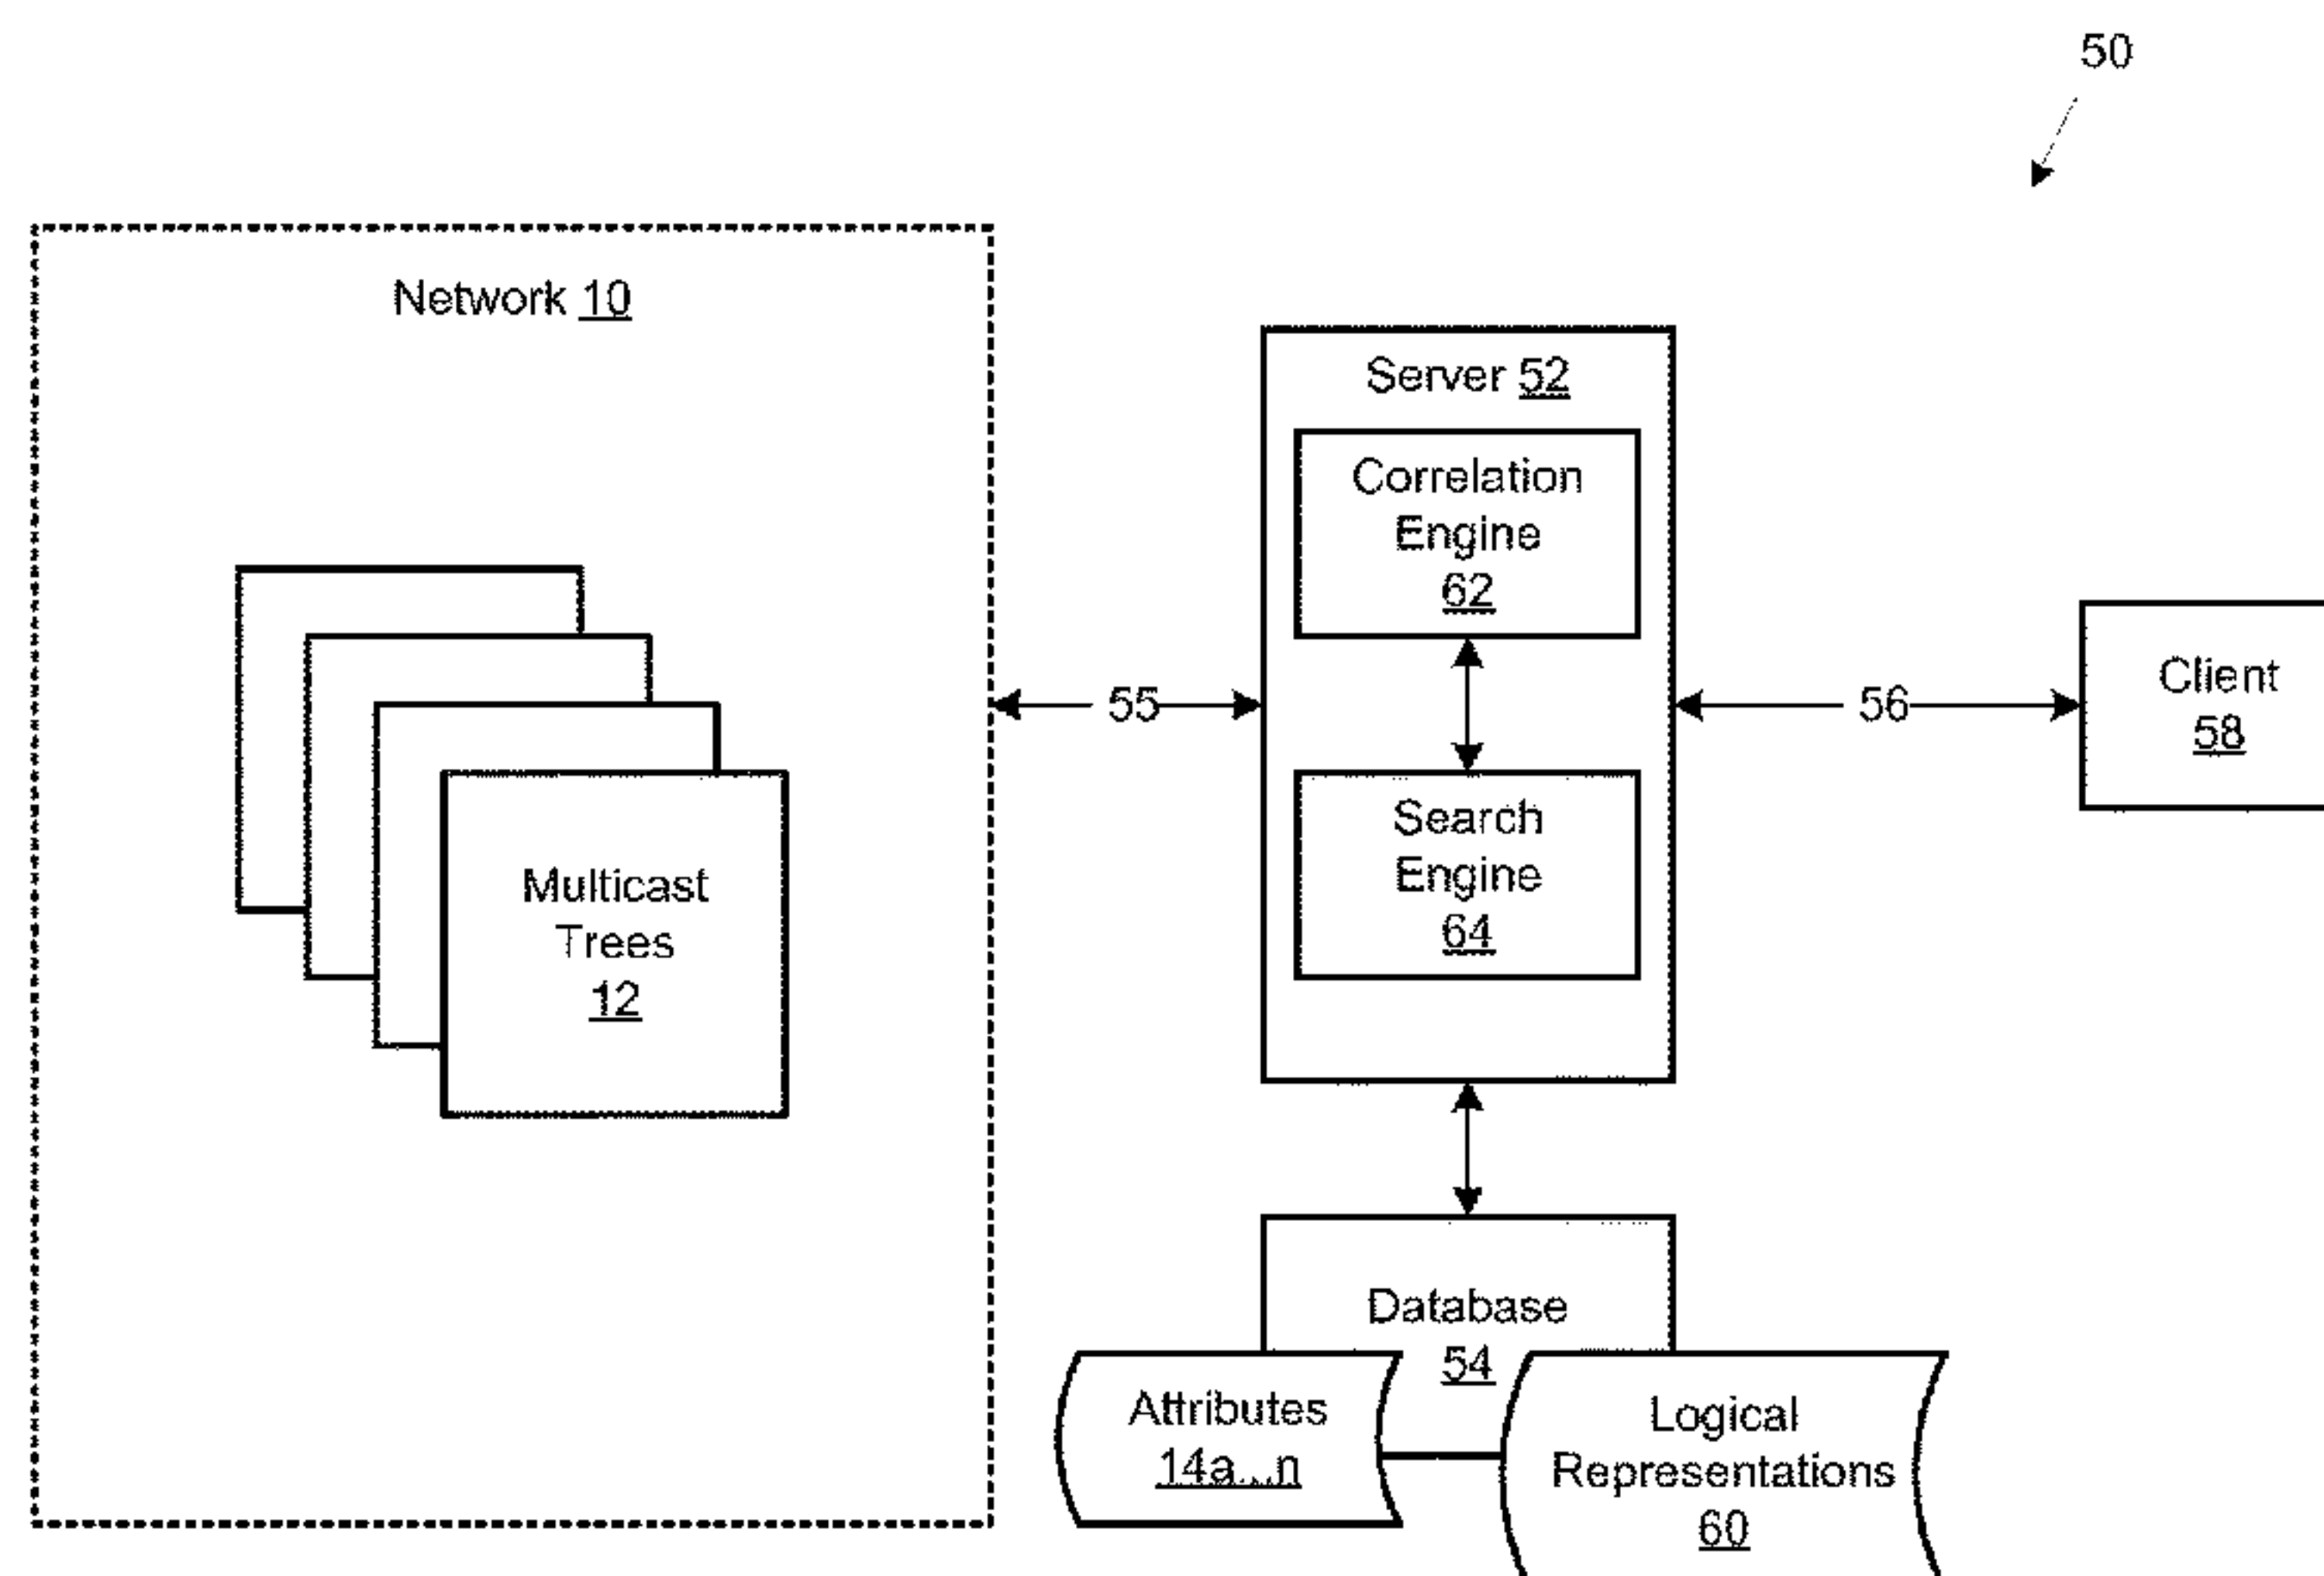 50
Network 10
Server 52
Correlation
Engine
62
55
56
Client
58
Search
Engine
64
Multicast
Trees
12
Database
54
Attributes
14a...n
Logical
Representations
60